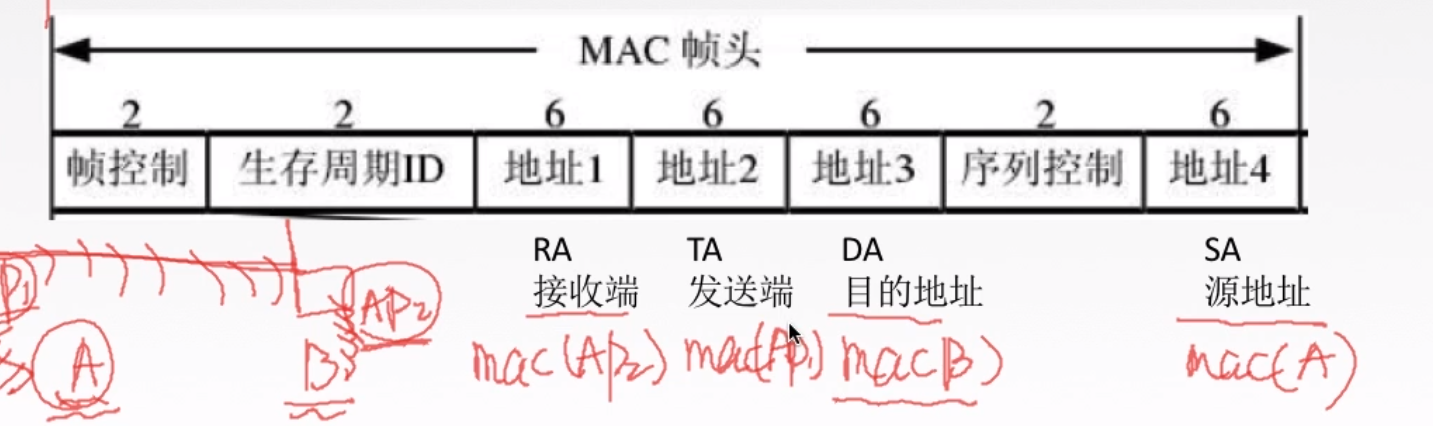 MAC 帧头
2 2 6 6 6 2 6
帧控制 生存周期ID 地址1 地址2 地址3 序列控制 地址4
RA TA DA SA
接收端 发送端 目的地址 源地址
P1 AP2
A B mac(AP2) mac(AP1) mac(B) mac(A)